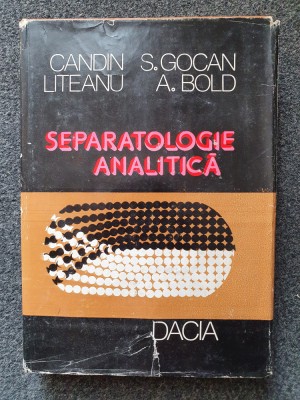 CANDIN S. GOCAN
LITEANU A. BOLD
SEPARATOLOGIE
ANALITICĂ
DACIA